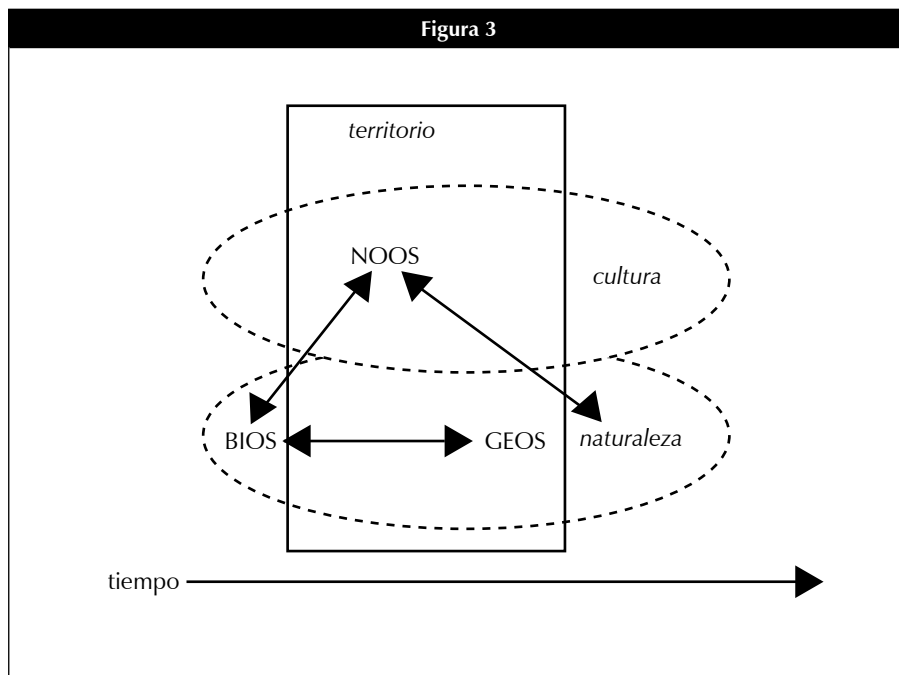 Figura 3
territorio
NOOS
cultura
BIOS
GEOS
naturaleza
tiempo